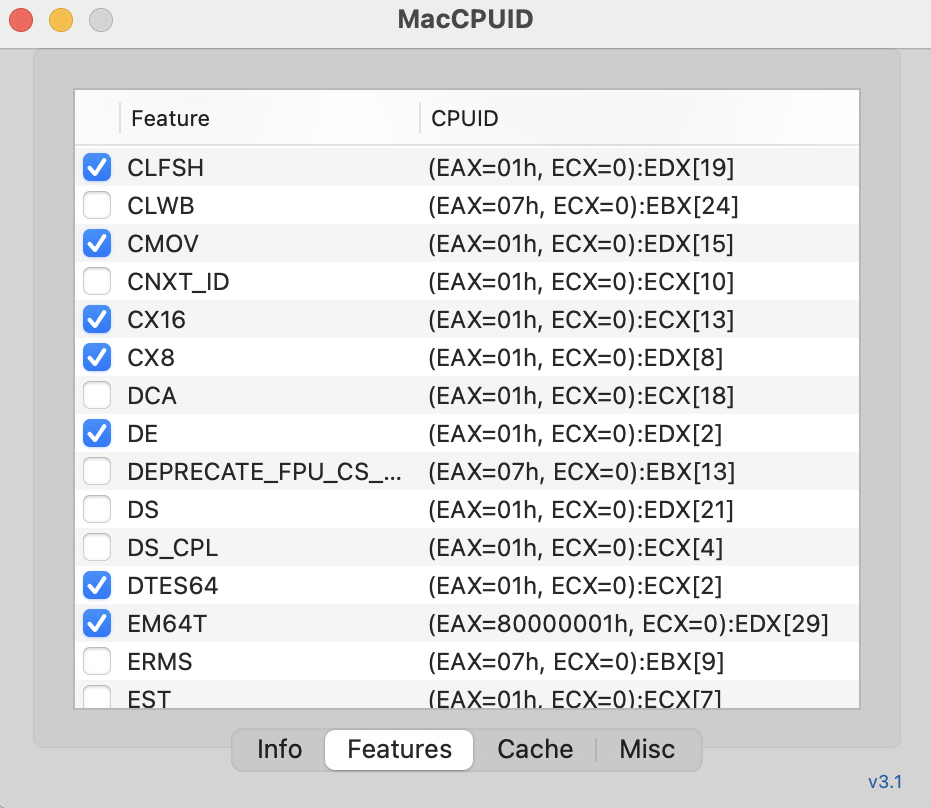 MacCPUID
Feature CPUID
CLFSH (EAX=01h, ECX=0):EDX[19]
CLWB (EAX=07h, ECX=0):EBX[24]
CMOV (EAX=01h, ECX=0):EDX[15]
CNXT_ID (EAX=01h, ECX=0):ECX[10]
CX16 (EAX=01h, ECX=0):ECX[13]
CX8 (EAX=01h, ECX=0):EDX[8]
DCA (EAX=01h, ECX=0):ECX[18]
DE (EAX=01h, ECX=0):EDX[2]
DEPRECATE_FPU_CS_... (EAX=07h, ECX=0):EBX[13]
DS (EAX=01h, ECX=0):EDX[21]
DS_CPL (EAX=01h, ECX=0):ECX[4]
DTES64 (EAX=01h, ECX=0):ECX[2]
EM64T (EAX=80000001h, ECX=0):EDX[29]
ERMS (EAX=07h, ECX=0):EBX[9]
EST (EAX=01h, ECX=0):ECX[7]
Info Features Cache Misc
v3.1